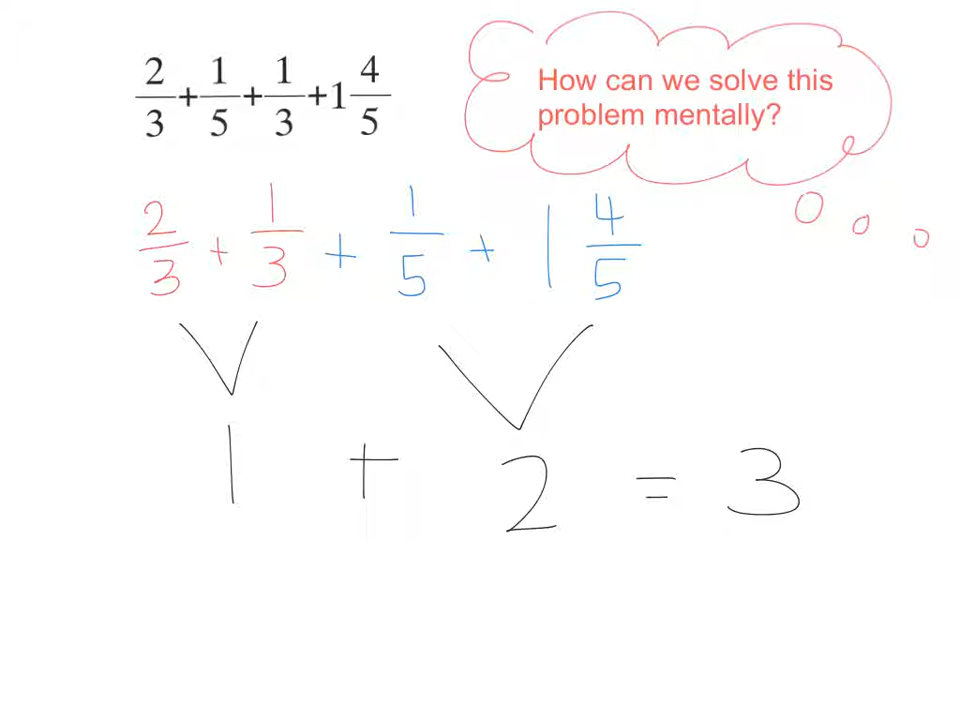 2/3 + 1/5 + 1/3 + 1 4/5
How can we solve this
problem mentally?
2/3 + 1/3 + 1/5 + 1 4/5
1 + 2 = 3